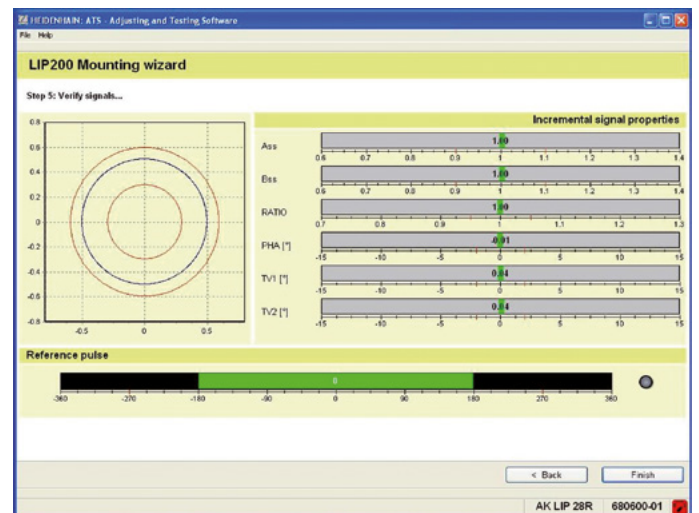 HEIDENHAIN: ATS - Adjusting and Testing Software
File Help
LIP200 Mounting wizard
Step 5: Verify signals...
Incremental signal properties
0.8
0.6
0.4
0.2
0
-0.2
-0.4
-0.6
-0.8
-0.5 0 0.5
Ass 1.00
0.6 0.7 0.8 0.9 1 1.1 1.2 1.3 1.4
Bss 1.00
0.6 0.7 0.8 0.9 1 1.1 1.2 1.3 1.4
RATIO 1.00
0.7 0.8 0.9 1 1.1 1.2 1.3
PHA [°] -0.01
-15 -10 -5 0 5 10 15
TV1 [°] 0.04
-15 -10 -5 0 5 10 15
TV2 [°] 0.04
-15 -10 -5 0 5 10 15
Reference pulse
0
-360 -270 -180 -90 0 90 180 270 360
< Back Finish
AK LIP 28R 680600-01